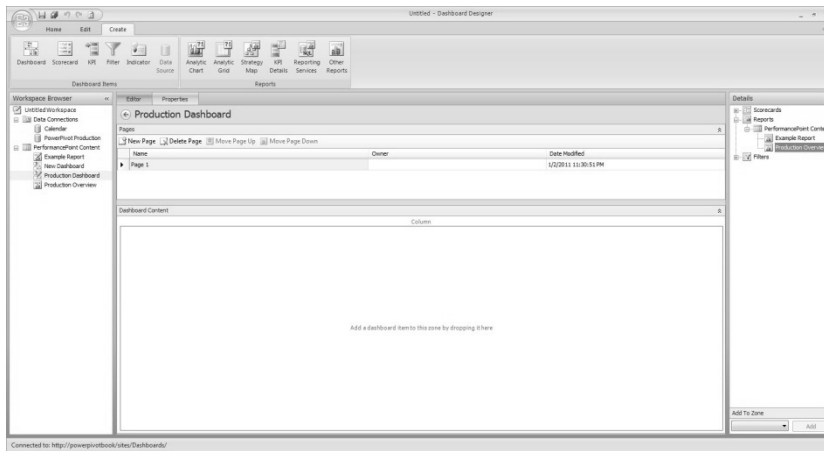 Untitled - Dashboard Designer
Home Edit Create
Dashboard Scorecard KPI Filter Indicator Data Source Analytic Chart Analytic Grid Strategy Map KPI Details Reporting Services Other Reports
Dashboard Items Reports
Workspace Browser «
Untitled Workspace
Data Connections
Calendar
PowerPivot Production
PerformancePoint Content
Example Report
New Dashboard
Production Dashboard
Production Overview
Editor Properties
Production Dashboard
Pages
New Page Delete Page Move Page Up Move Page Down
Name Owner Date Modified
Page 1 1/2/2011 11:30:51 PM
Dashboard Content
Column
Add a dashboard item to this zone by dropping it here
Details
Scorecards
Reports
PerformancePoint Conte
Example Report
Production Overvie
Filters
Add To Zone
Add
Connected to: http://powerpivotbook/sites/Dashboards/